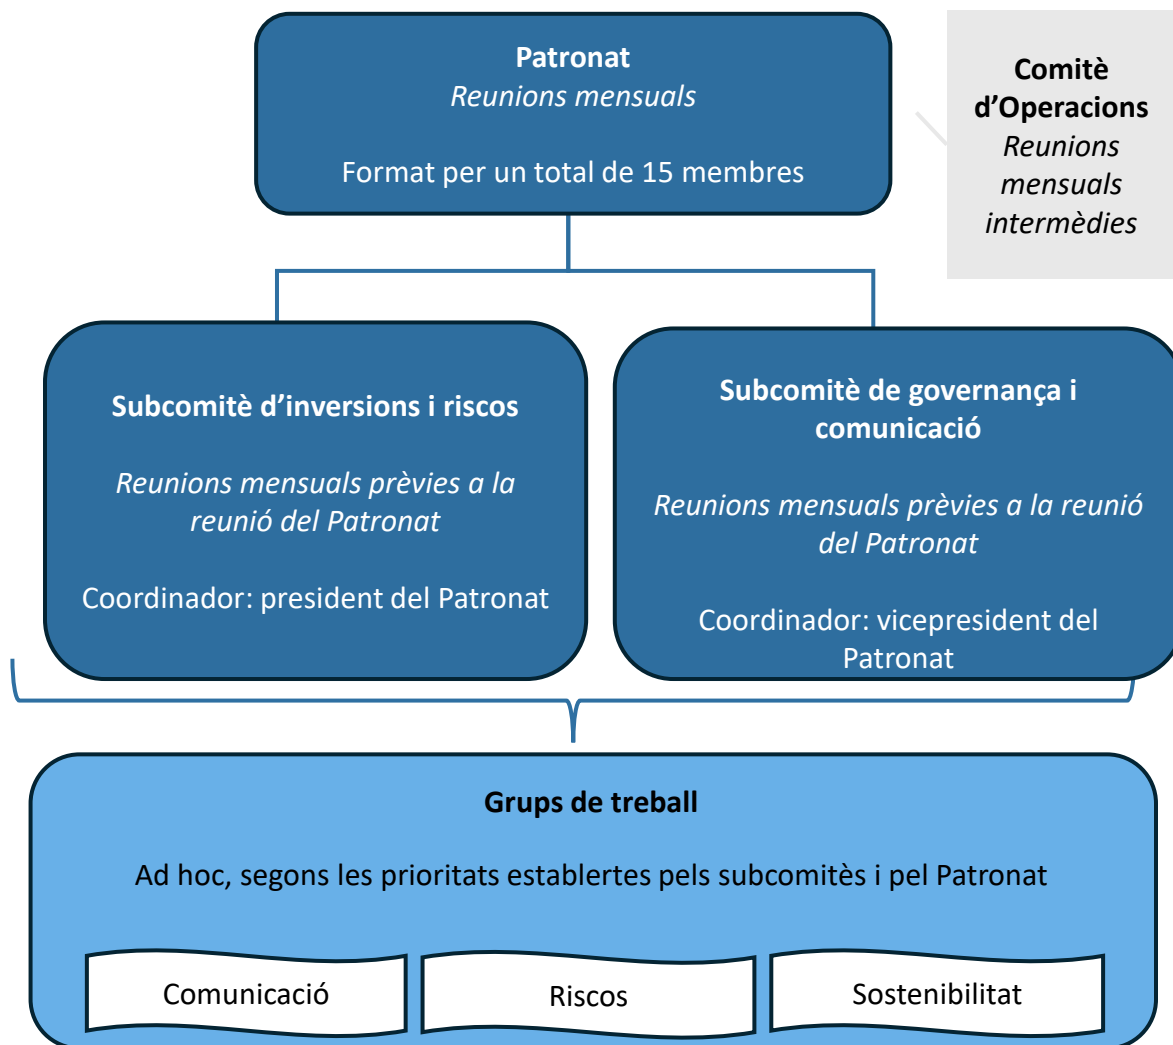 Patronat
Reunions mensuals
Format per un total de 15 membres
Comitè
d’Operacions
Reunions
mensuals
intermèdies
Subcomitè d’inversions i riscos
Reunions mensuals prèvies a la
reunió del Patronat
Coordinador: president del Patronat
Subcomitè de governança i
comunicació
Reunions mensuals prèvies a la reunió
del Patronat
Coordinador: vicepresident del
Patronat
Grups de treball
Ad hoc, segons les prioritats establertes pels subcomitès i pel Patronat
Comunicació
Riscos
Sostenibilitat